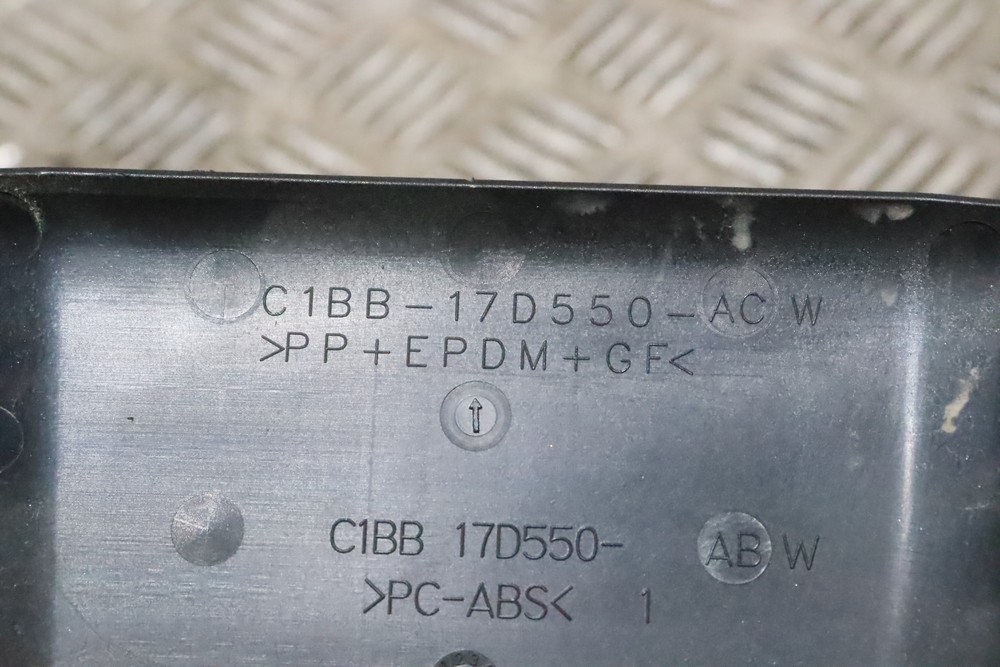 C1BB-17D550-AC W
>PP+EPDM+GF<
C1BB 17D550- AB W
>PC-ABS< 1